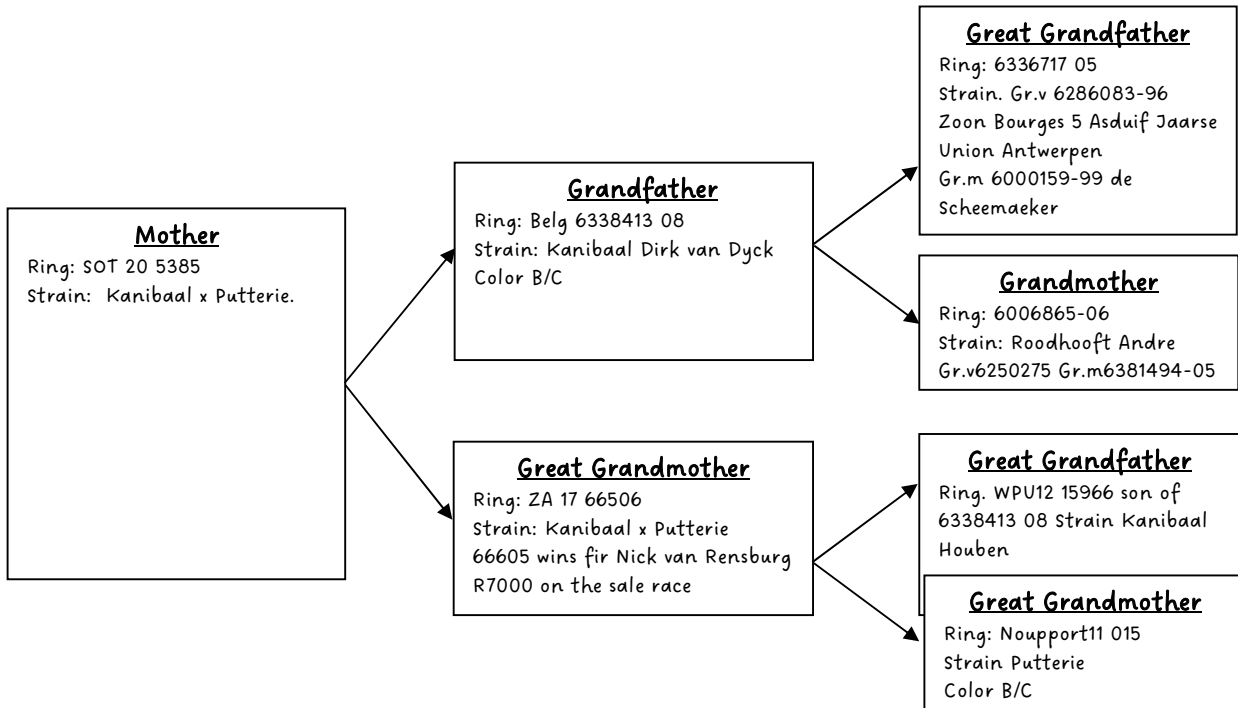 Mother
Ring: SOT 20 5385
Strain: Kanibaal x Putterie.
Grandfather
Ring: Belg 6338413 08
Strain: Kanibaal Dirk van Dyck
Color B/C
Great Grandmother
Ring: ZA 17 66506
Strain: Kanibaal x Putterie
66605 wins fir Nick van Rensburg
R7000 on the sale race
Great Grandfather
Ring: 6336717 05
Strain. Gr.v 6286083-96
Zoon Bourges 5 Asduif Jaarse
Union Antwerpen
Gr.m 6000159-99 de
Scheemaeker
Grandmother
Ring: 6006865-06
Strain: Roodhooft Andre
Gr.v6250275 Gr.m6381494-05
Great Grandfather
Ring. WPU12 15966 son of
6338413 08 Strain Kanibaal
Houben
Great Grandmother
Ring: Noupport11 015
Strain Putterie
Color B/C